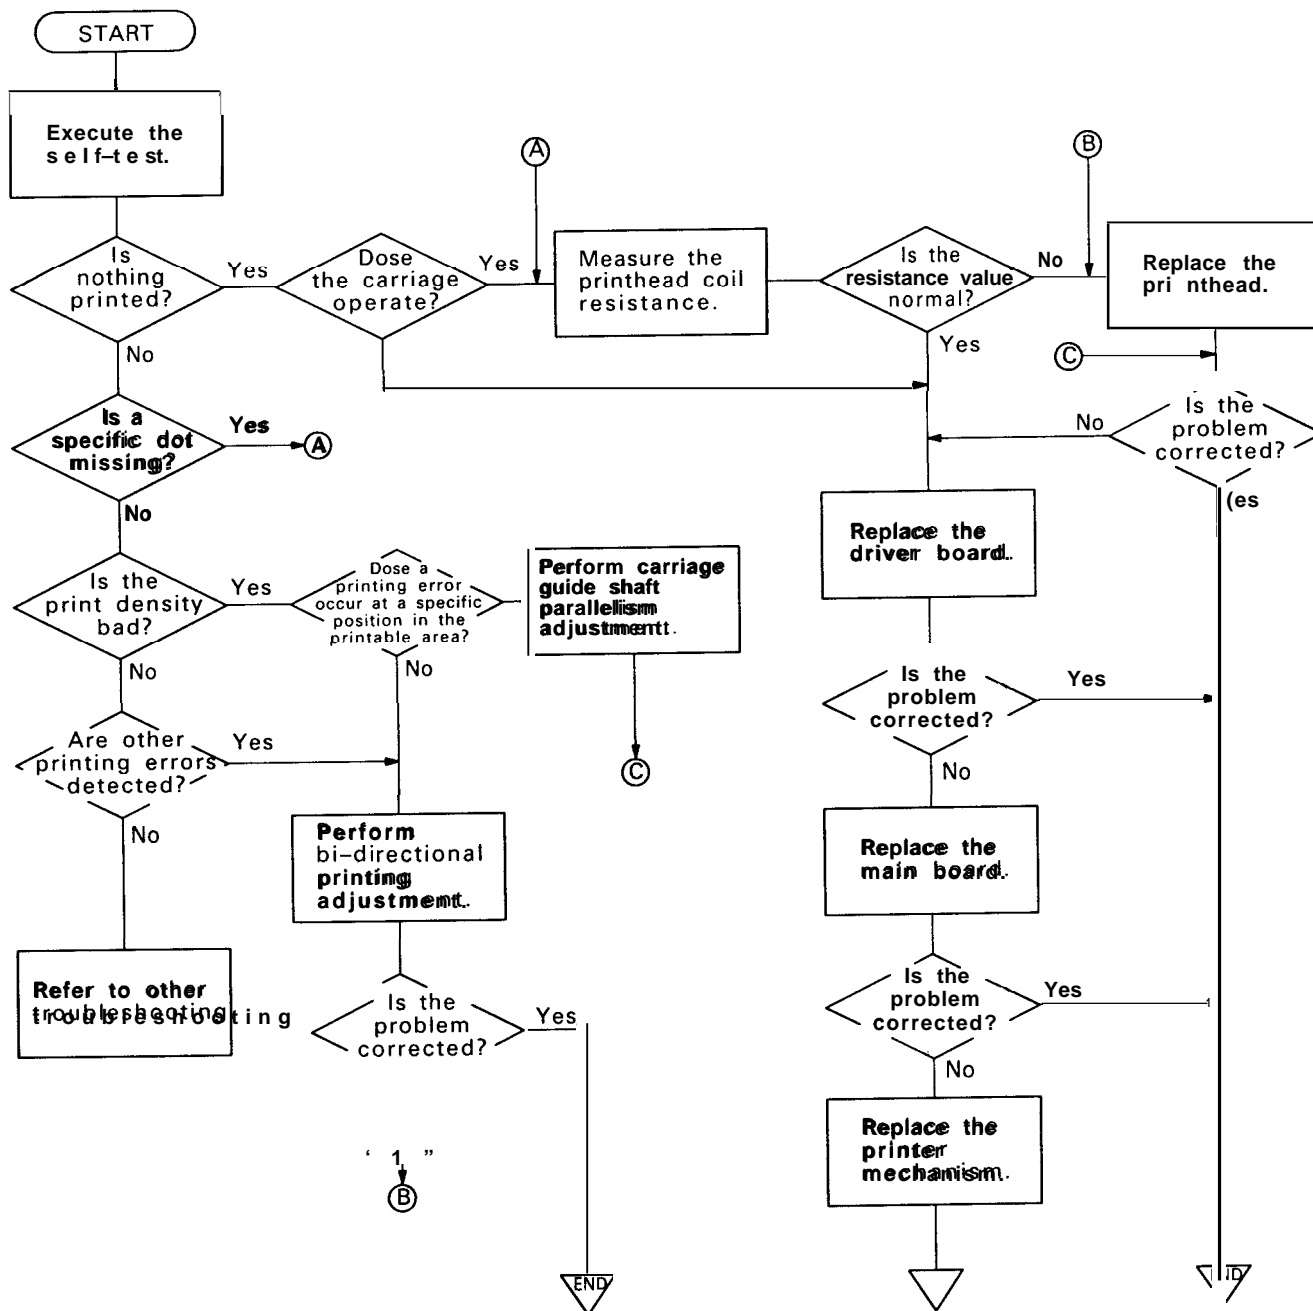 START
Execute the
self-test.
A
B
Is
nothing
printed?
Yes
No
Dose
the carriage
operate?
Yes
Measure the
printhead coil
resistance.
Is the
resistance value
normal?
No
Yes
Replace the
pri nthead.
C
Is a
specific dot
missing?
Yes
A
No
No
Is the
problem
corrected?
(es
Replace the
driver board.
Is the
print density
bad?
Yes
No
Dose a
printing error
occur at a specific
position in the
printable area?
No
Perform carriage
guide shaft
parallelism
adjustment.
C
Is the
problem
corrected?
Yes
No
Are other
printing errors
detected?
Yes
No
Perform
bi-directional
printing
adjustment.
Replace the
main board.
Refer to other
troubleshooting
Is the
problem
corrected?
Yes
Is the
problem
corrected?
Yes
No
Replace the
printer
mechanism.
‘ 1 ”
B
END